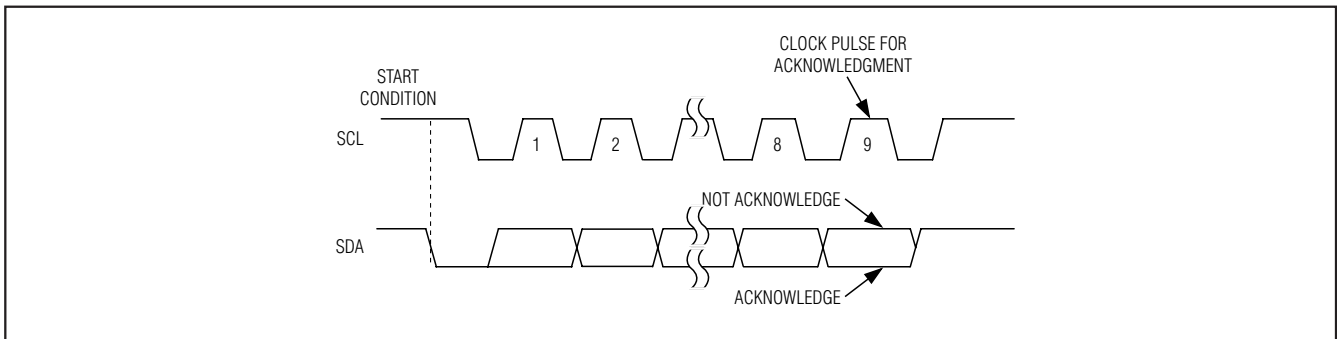 CLOCK PULSE FOR
ACKNOWLEDGMENT
START
CONDITION
SCL
1
2
8
9
NOT ACKNOWLEDGE
SDA
ACKNOWLEDGE